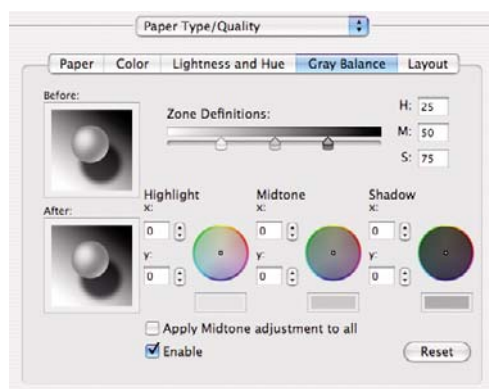 Paper Type/Quality
Paper Color Lightness and Hue Gray Balance Layout
Before:
Zone Definitions:
H: 25
M: 50
S: 75
After:
Highlight Midtone Shadow
x: x: x:
0 0 0
y: y: y:
0 0 0
Apply Midtone adjustment to all
Enable
Reset